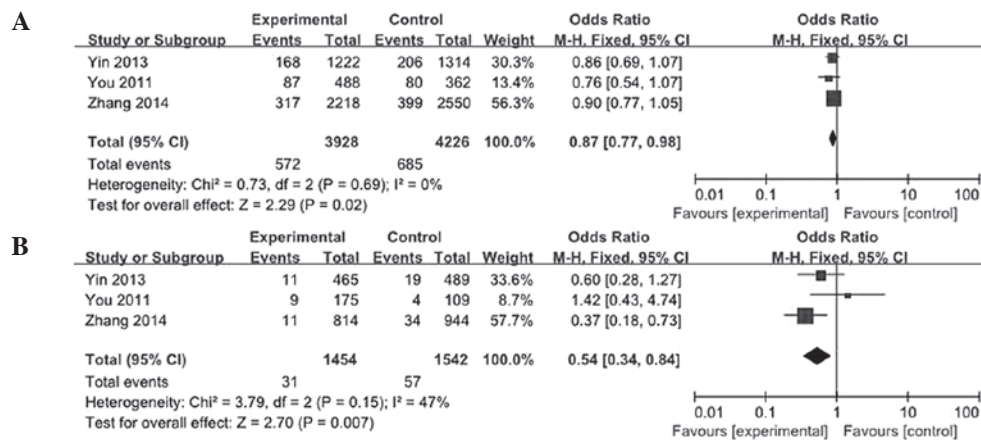 A
Experimental Control Odds Ratio Odds Ratio
Study or Subgroup Events Total Events Total Weight M-H, Fixed, 95% CI M-H, Fixed, 95% CI
Yin 2013 168 1222 206 1314 30.3% 0.86 [0.69, 1.07]
You 2011 87 488 80 362 13.4% 0.76 [0.54, 1.07]
Zhang 2014 317 2218 399 2550 56.3% 0.90 [0.77, 1.05]
Total (95% CI) 3928 4226 100.0% 0.87 [0.77, 0.98]
Total events 572 685
Heterogeneity: Chi² = 0.73, df = 2 (P = 0.69); I² = 0%
Test for overall effect: Z = 2.29 (P = 0.02)
0.01 0.1 1 10 100
Favours [experimental] Favours [control]
B
Experimental Control Odds Ratio Odds Ratio
Study or Subgroup Events Total Events Total Weight M-H, Fixed, 95% CI M-H, Fixed, 95% CI
Yin 2013 11 465 19 489 33.6% 0.60 [0.28, 1.27]
You 2011 9 175 4 109 8.7% 1.42 [0.43, 4.74]
Zhang 2014 11 814 34 944 57.7% 0.37 [0.18, 0.73]
Total (95% CI) 1454 1542 100.0% 0.54 [0.34, 0.84]
Total events 31 57
Heterogeneity: Chi² = 3.79, df = 2 (P = 0.15); I² = 47%
Test for overall effect: Z = 2.70 (P = 0.007)
0.01 0.1 1 10 100
Favours [experimental] Favours [control]